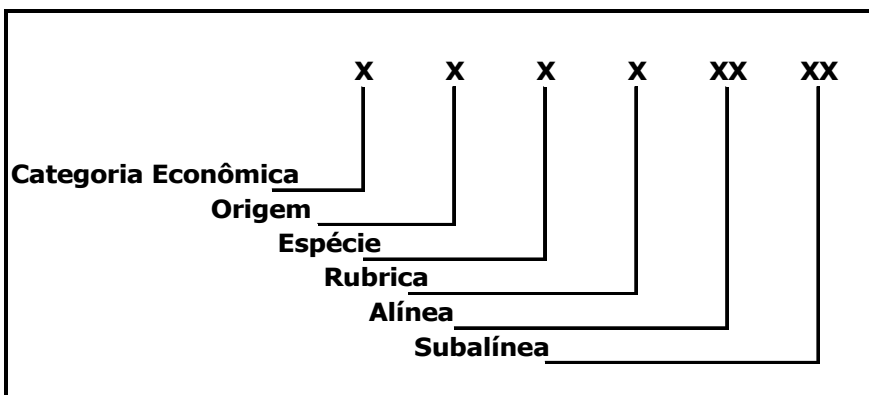 X X X X XX XX
Categoria Econômica
Origem
Espécie
Rubrica
Alínea
Subalínea